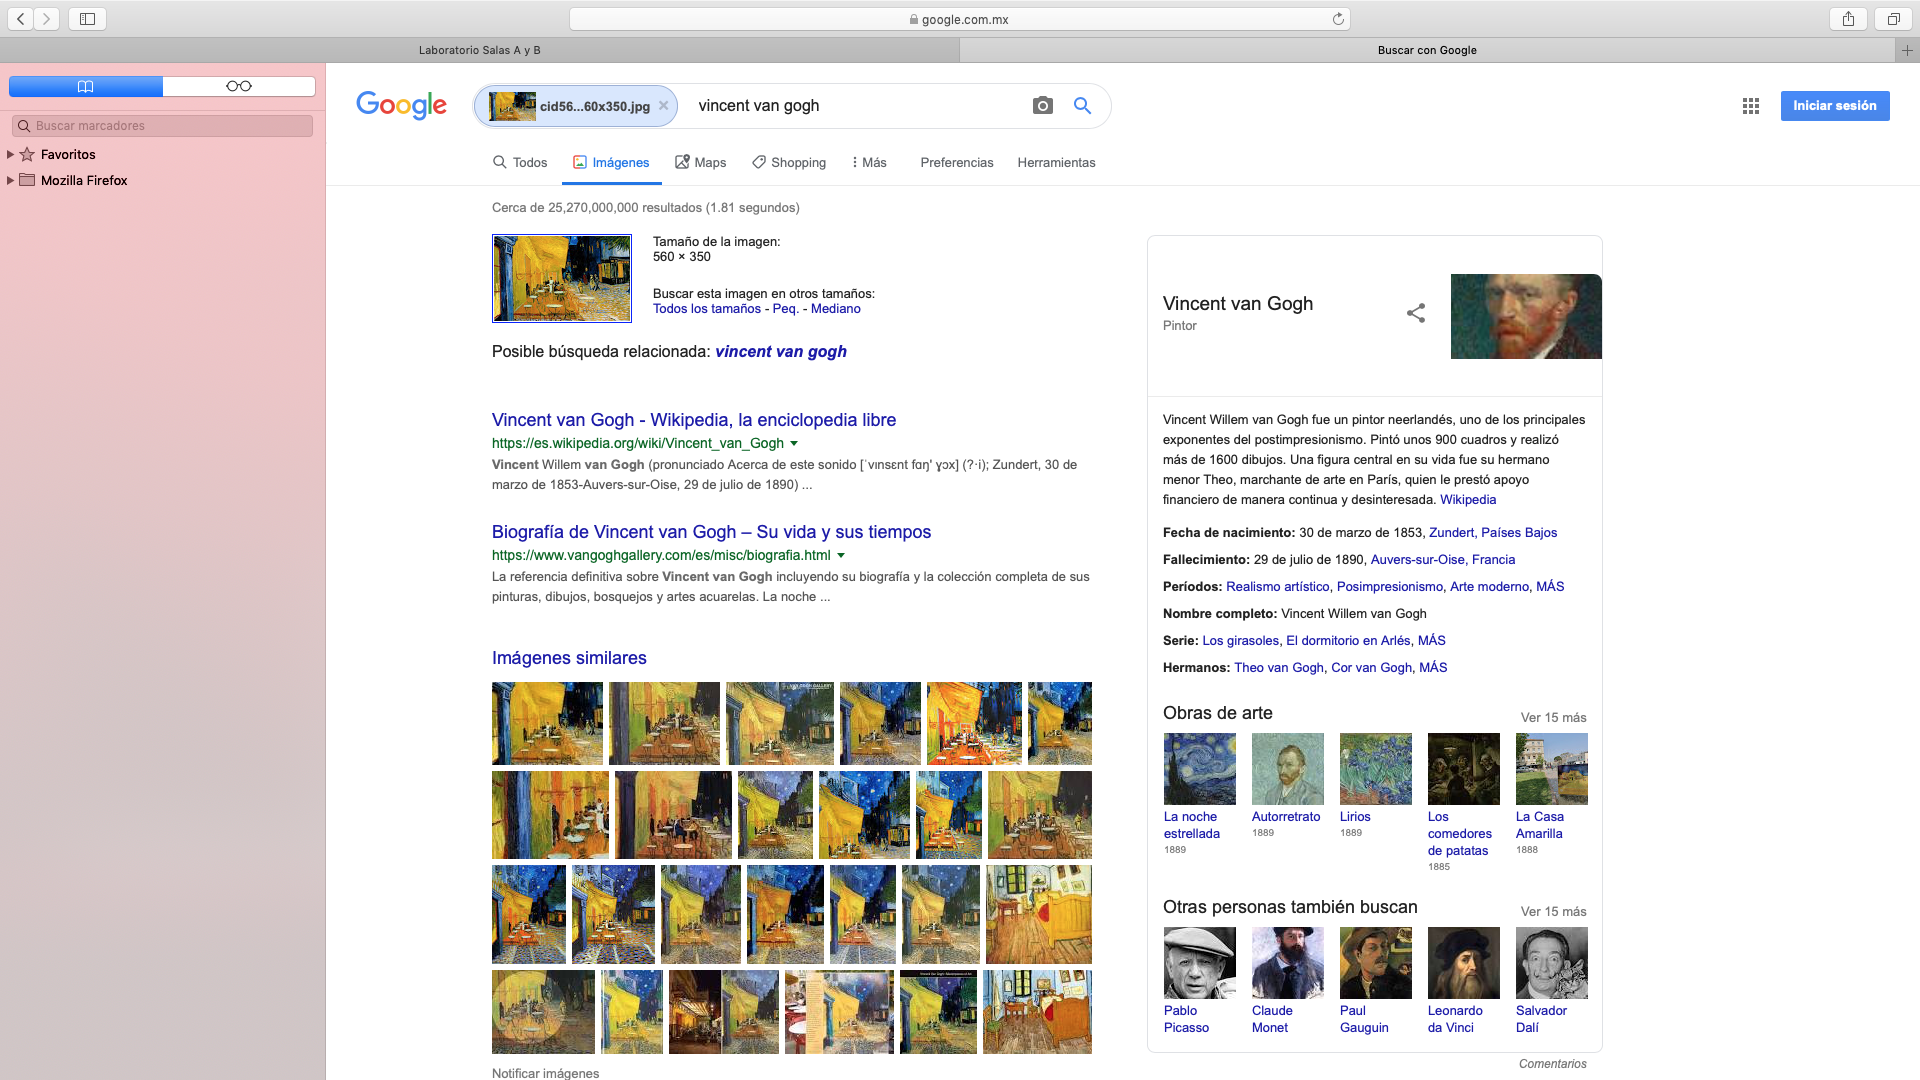 google.com.mx
Laboratorio Salas A y B
Buscar con Google
Buscar marcadores
Favoritos
Mozilla Firefox
Google
cid56...60x350.jpg
vincent van gogh
Iniciar sesión
Todos
Imágenes
Maps
Shopping
Más
Preferencias
Herramientas
Cerca de 25,270,000,000 resultados (1.81 segundos)
Tamaño de la imagen:
560 × 350
Buscar esta imagen en otros tamaños:
Todos los tamaños - Peq. - Mediano
Posible búsqueda relacionada: vincent van gogh
Vincent van Gogh - Wikipedia, la enciclopedia libre
https://es.wikipedia.org/wiki/Vincent_van_Gogh
Vincent Willem van Gogh (pronunciado Acerca de este sonido [ˈvɪnsɛnt fɑŋˈ ɣɔx] (?·i); Zundert, 30 de
marzo de 1853-Auvers-sur-Oise, 29 de julio de 1890) ...
Biografía de Vincent van Gogh – Su vida y sus tiempos
https://www.vangoghgallery.com/es/misc/biografia.html
La referencia definitiva sobre Vincent van Gogh incluyendo su biografía y la colección completa de sus
pinturas, dibujos, bosquejos y artes acuarelas. La noche ...
Imágenes similares
Notificar imágenes
Vincent van Gogh
Pintor
Vincent Willem van Gogh fue un pintor neerlandés, uno de los principales
exponentes del postimpresionismo. Pintó unos 900 cuadros y realizó
más de 1600 dibujos. Una figura central en su vida fue su hermano
menor Theo, marchante de arte en París, quien le prestó apoyo
financiero de manera continua y desinteresada. Wikipedia
Fecha de nacimiento: 30 de marzo de 1853, Zundert, Países Bajos
Fallecimiento: 29 de julio de 1890, Auvers-sur-Oise, Francia
Períodos: Realismo artístico, Posimpresionismo, Arte moderno, MÁS
Nombre completo: Vincent Willem van Gogh
Serie: Los girasoles, El dormitorio en Arlés, MÁS
Hermanos: Theo van Gogh, Cor van Gogh, MÁS
Obras de arte
Ver 15 más
La noche
estrellada
1889
Autorretrato
1889
Lirios
1889
Los
comedores
de patatas
1885
La Casa
Amarilla
1888
Otras personas también buscan
Ver 15 más
Pablo
Picasso
Claude
Monet
Paul
Gauguin
Leonardo
da Vinci
Salvador
Dalí
Comentarios